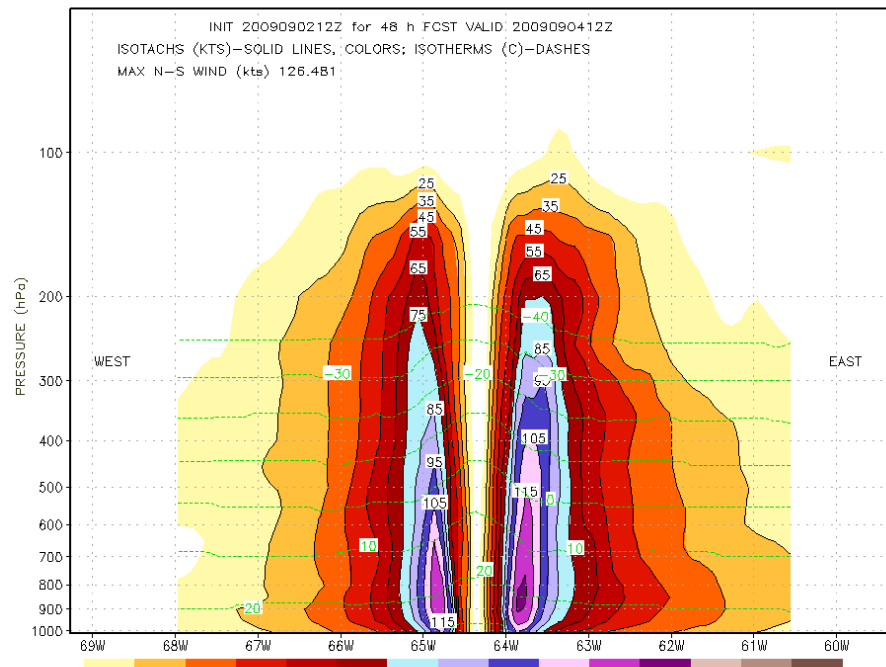 INIT 2009090212Z for 48 h FCST VALID 2009090412Z
ISOTACHS (KTS)-SOLID LINES, COLORS; ISOTHERMS (C)-DASHES
MAX N-S WIND (kts) 126.481
100
25
25
35
35
45
45
55
55
65
65
200
75
-40
PRESSURE (hPa)
WEST
85
EAST
300
-30
-20
-30
85
400
105
95
500
115
105
600
10
10
700
20
800
900
20
115
1000
69W
68W
67W
66W
65W
64W
63W
62W
61W
60W